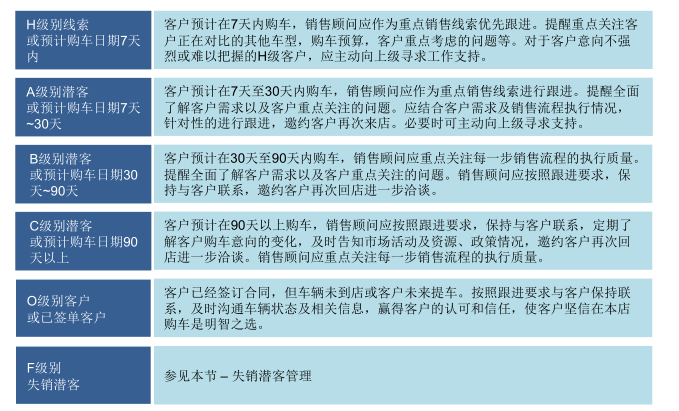 H级别线索
或预计购车日期7天
内
客户预计在7天内购车，销售顾问应作为重点销售线索优先跟进。提醒重点关注客
户正在对比的其他车型，购车预算，客户重点考虑的问题等。对于客户意向不强
烈或难以把握的H级客户，应主动向上级寻求工作支持。
A级别潜客
或预计购车日期7天
~30天
客户预计在7天至30天内购车，销售顾问应作为重点销售线索进行跟进。提醒全面
了解客户需求以及客户重点关注的问题。应结合客户需求及销售流程执行情况，
针对性的进行跟进，邀约客户再次来店。必要时可主动向上级寻求支持。
B级别潜客
或预计购车日期30
天~90天
客户预计在30天至90天内购车，销售顾问应重点关注每一步销售流程的执行质量。
提醒全面了解客户需求以及客户重点关注的问题。销售顾问应按照跟进要求，保
持与客户联系，邀约客户再次回店进一步洽谈。
C级别潜客
或预计购车日期90
天以上
客户预计在90天以上购车，销售顾问应按照跟进要求，保持与客户联系，定期了
解客户购车意向的变化，及时告知市场活动及资源、政策情况，邀约客户再次回
店进一步洽谈。销售顾问应重点关注每一步销售流程的执行质量。
O级别客户
或已签单客户
客户已经签订合同，但车辆未到店或客户未来提车。按照跟进要求与客户保持联
系，及时沟通车辆状态及相关信息，赢得客户的认可和信任，使客户坚信在本店
购车是明智之选。
F级别
失销潜客
参见本节 – 失销潜客管理